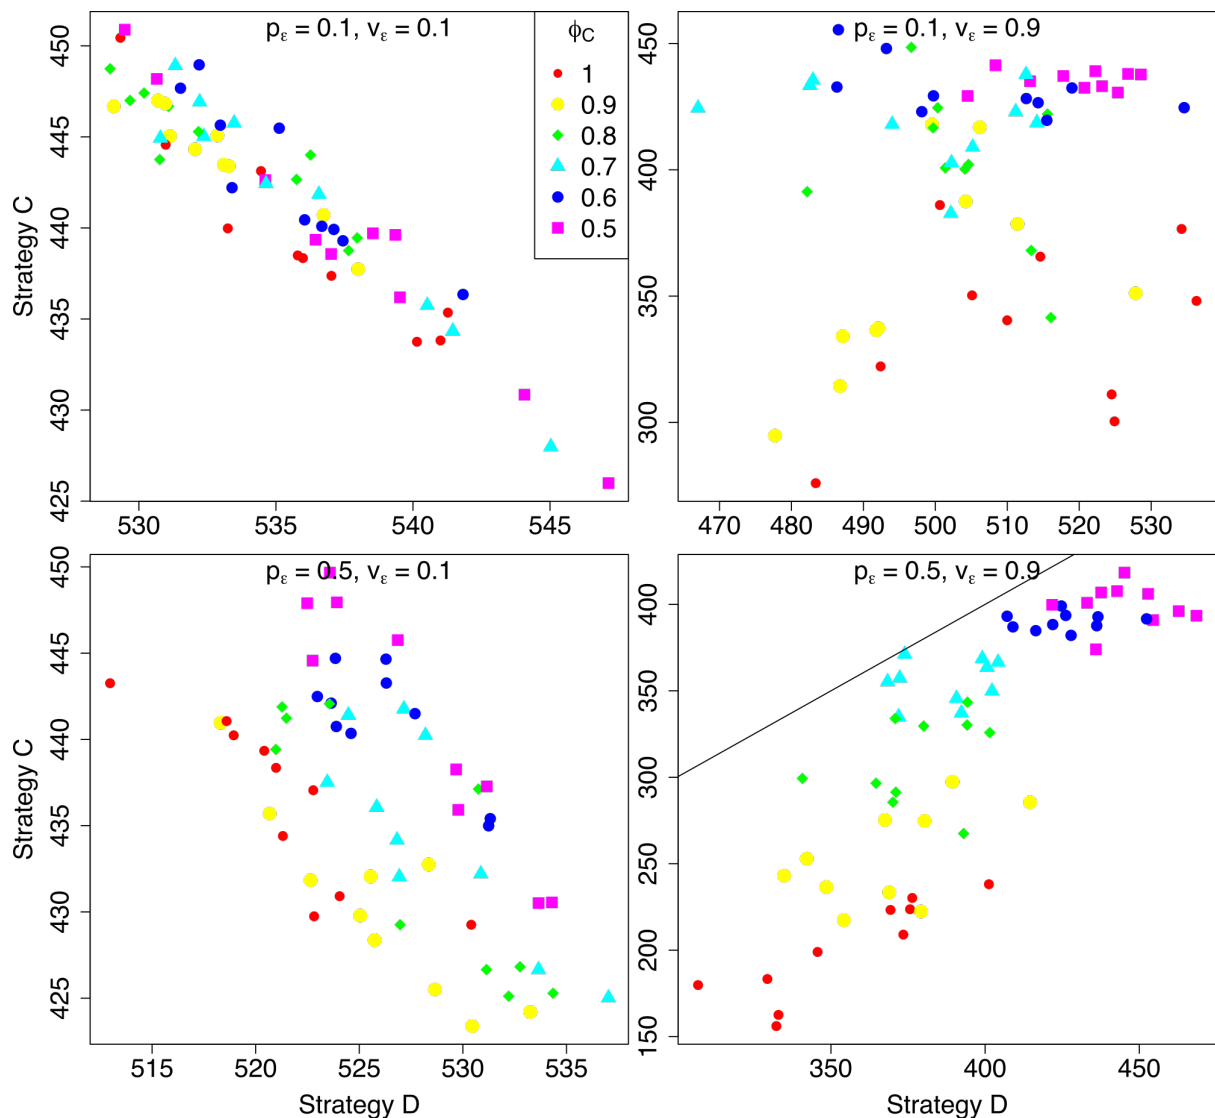 p_ε = 0.1, v_ε = 0.1
ϕ_C
1
0.9
0.8
0.7
0.6
0.5
425 430 435 440 445 450
Strategy C
530 535 540 545
p_ε = 0.1, v_ε = 0.9
300 350 400 450
470 480 490 500 510 520 530
p_ε = 0.5, v_ε = 0.1
425 430 435 440 445 450
Strategy C
515 520 525 530 535
Strategy D
p_ε = 0.5, v_ε = 0.9
150 200 250 300 350 400
350 400 450
Strategy D